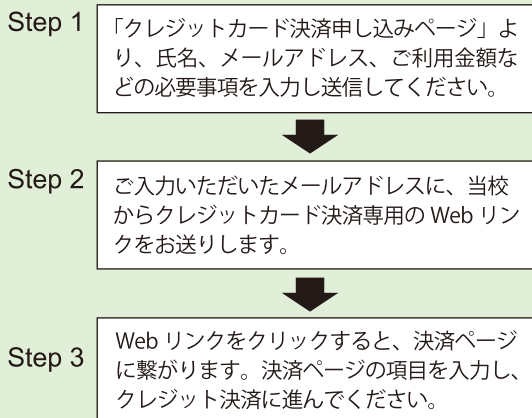 Step 1
「クレジットカード決済申し込みページ」よ
り、氏名、メールアドレス、ご利用金額な
どの必要事項を入力し送信してください。
Step 2
ご入力いただいたメールアドレスに、当校
からクレジットカード決済専用の Web リン
クをお送りします。
Step 3
Web リンクをクリックすると、決済ページ
に繋がります。決済ページの項目を入力し、
クレジット決済に進んでください。